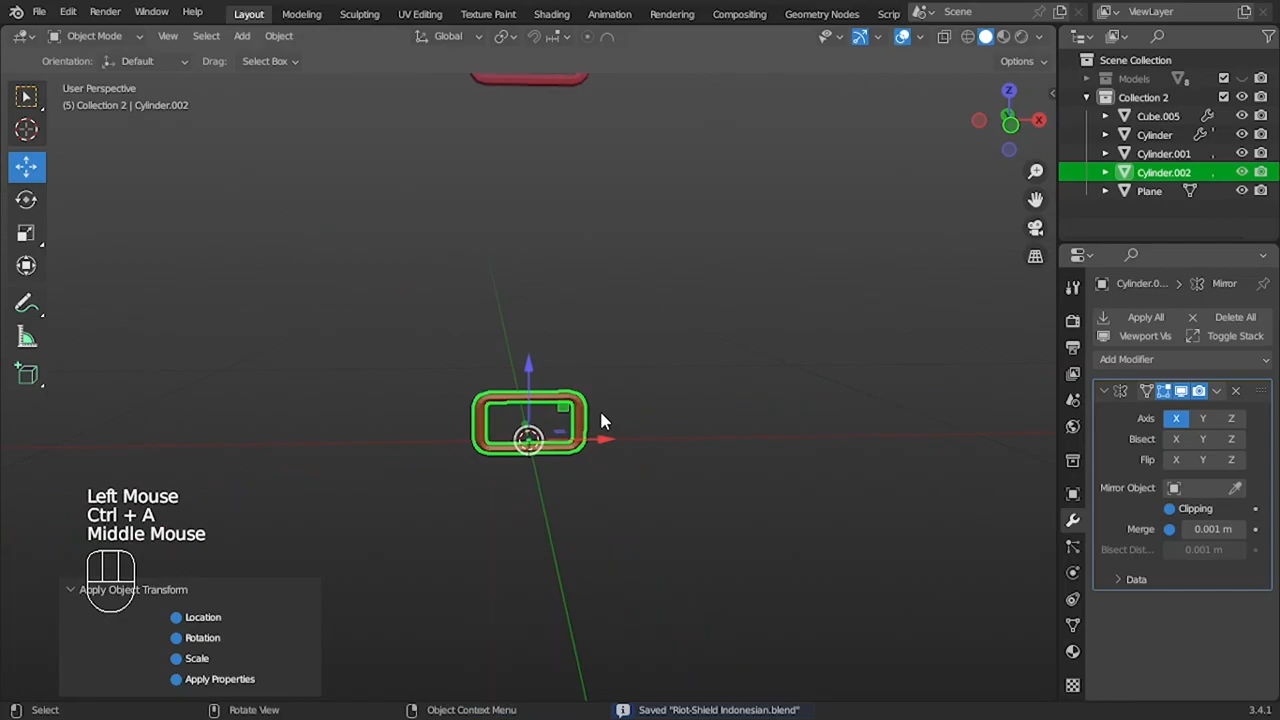 File Edit Render Window Help Layout Modeling Sculpting UV Editing Texture Paint Shading Animation Rendering Compositing Geometry Nodes Scrip Scene ViewLayer
Object Mode View Select Add Object Global
Orientation: Default Drag: Select Box Options
User Perspective
(5) Collection 2 | Cylinder.002
Z
X
Left Mouse
Ctrl + A
Middle Mouse
Apply Object Transform
Location
Rotation
Scale
Apply Properties
Scene Collection
Models 8
Collection 2
Cube.005
Cylinder
Cylinder.001
Cylinder.002
Plane
Cylinder.0... Mirror
Apply All Delete All
Viewport Vis Toggle Stack
Add Modifier
Axis X Y Z
Bisect X Y Z
Flip X Y Z
Mirror Object
Clipping
Merge 0.001 m
Bisect Dist... 0.001 m
Data
Select Rotate View Object Context Menu Saved "Riot-Shield Indonesian.blend" 3.4.1